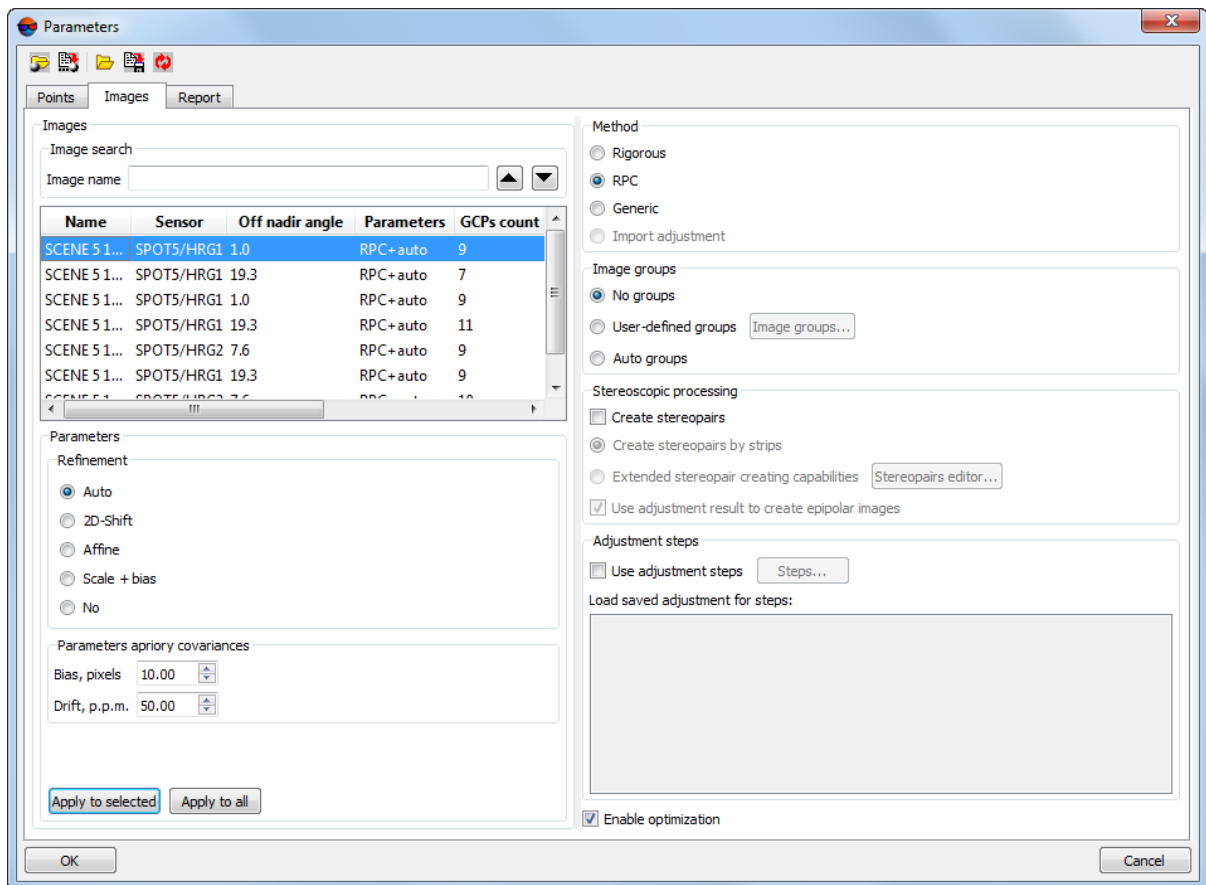 Parameters
Points Images Report
Images
Image search
Image name
Name Sensor Off nadir angle Parameters GCPs count
SCENE 5 1... SPOT5/HRG1 1.0 RPC+auto 9
SCENE 5 1... SPOT5/HRG1 19.3 RPC+auto 7
SCENE 5 1... SPOT5/HRG1 1.0 RPC+auto 9
SCENE 5 1... SPOT5/HRG1 19.3 RPC+auto 11
SCENE 5 1... SPOT5/HRG2 7.6 RPC+auto 9
SCENE 5 1... SPOT5/HRG1 19.3 RPC+auto 9
Parameters
Refinement
Auto
2D-Shift
Affine
Scale + bias
No
Parameters apriory covariances
Bias, pixels 10.00
Drift, p.p.m. 50.00
Apply to selected Apply to all
Method
Rigorous
RPC
Generic
Import adjustment
Image groups
No groups
User-defined groups Image groups...
Auto groups
Stereoscopic processing
Create stereopairs
Create stereopairs by strips
Extended stereopair creating capabilities Stereopairs editor...
Use adjustment result to create epipolar images
Adjustment steps
Use adjustment steps Steps...
Load saved adjustment for steps:
Enable optimization
OK Cancel